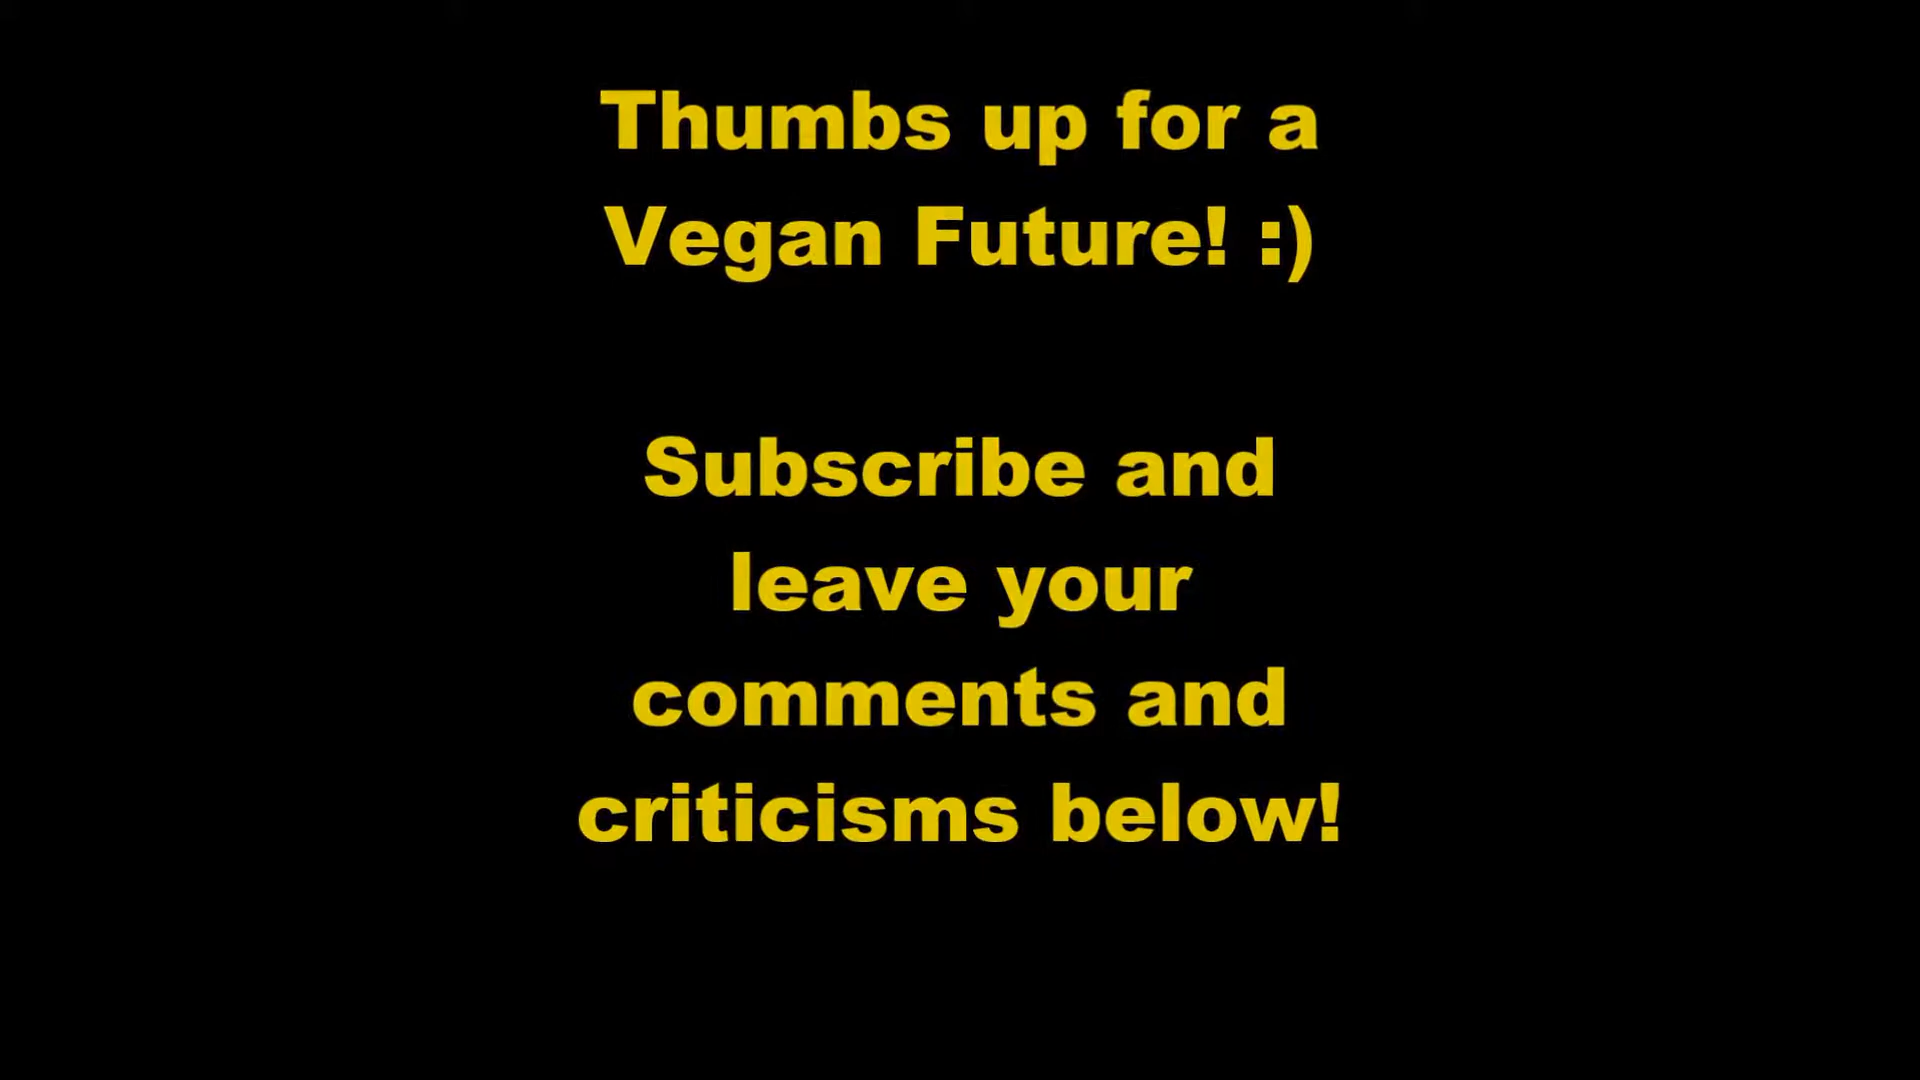 Thumbs up for a
Vegan Future! :)
Subscribe and
leave your
comments and
criticisms below!